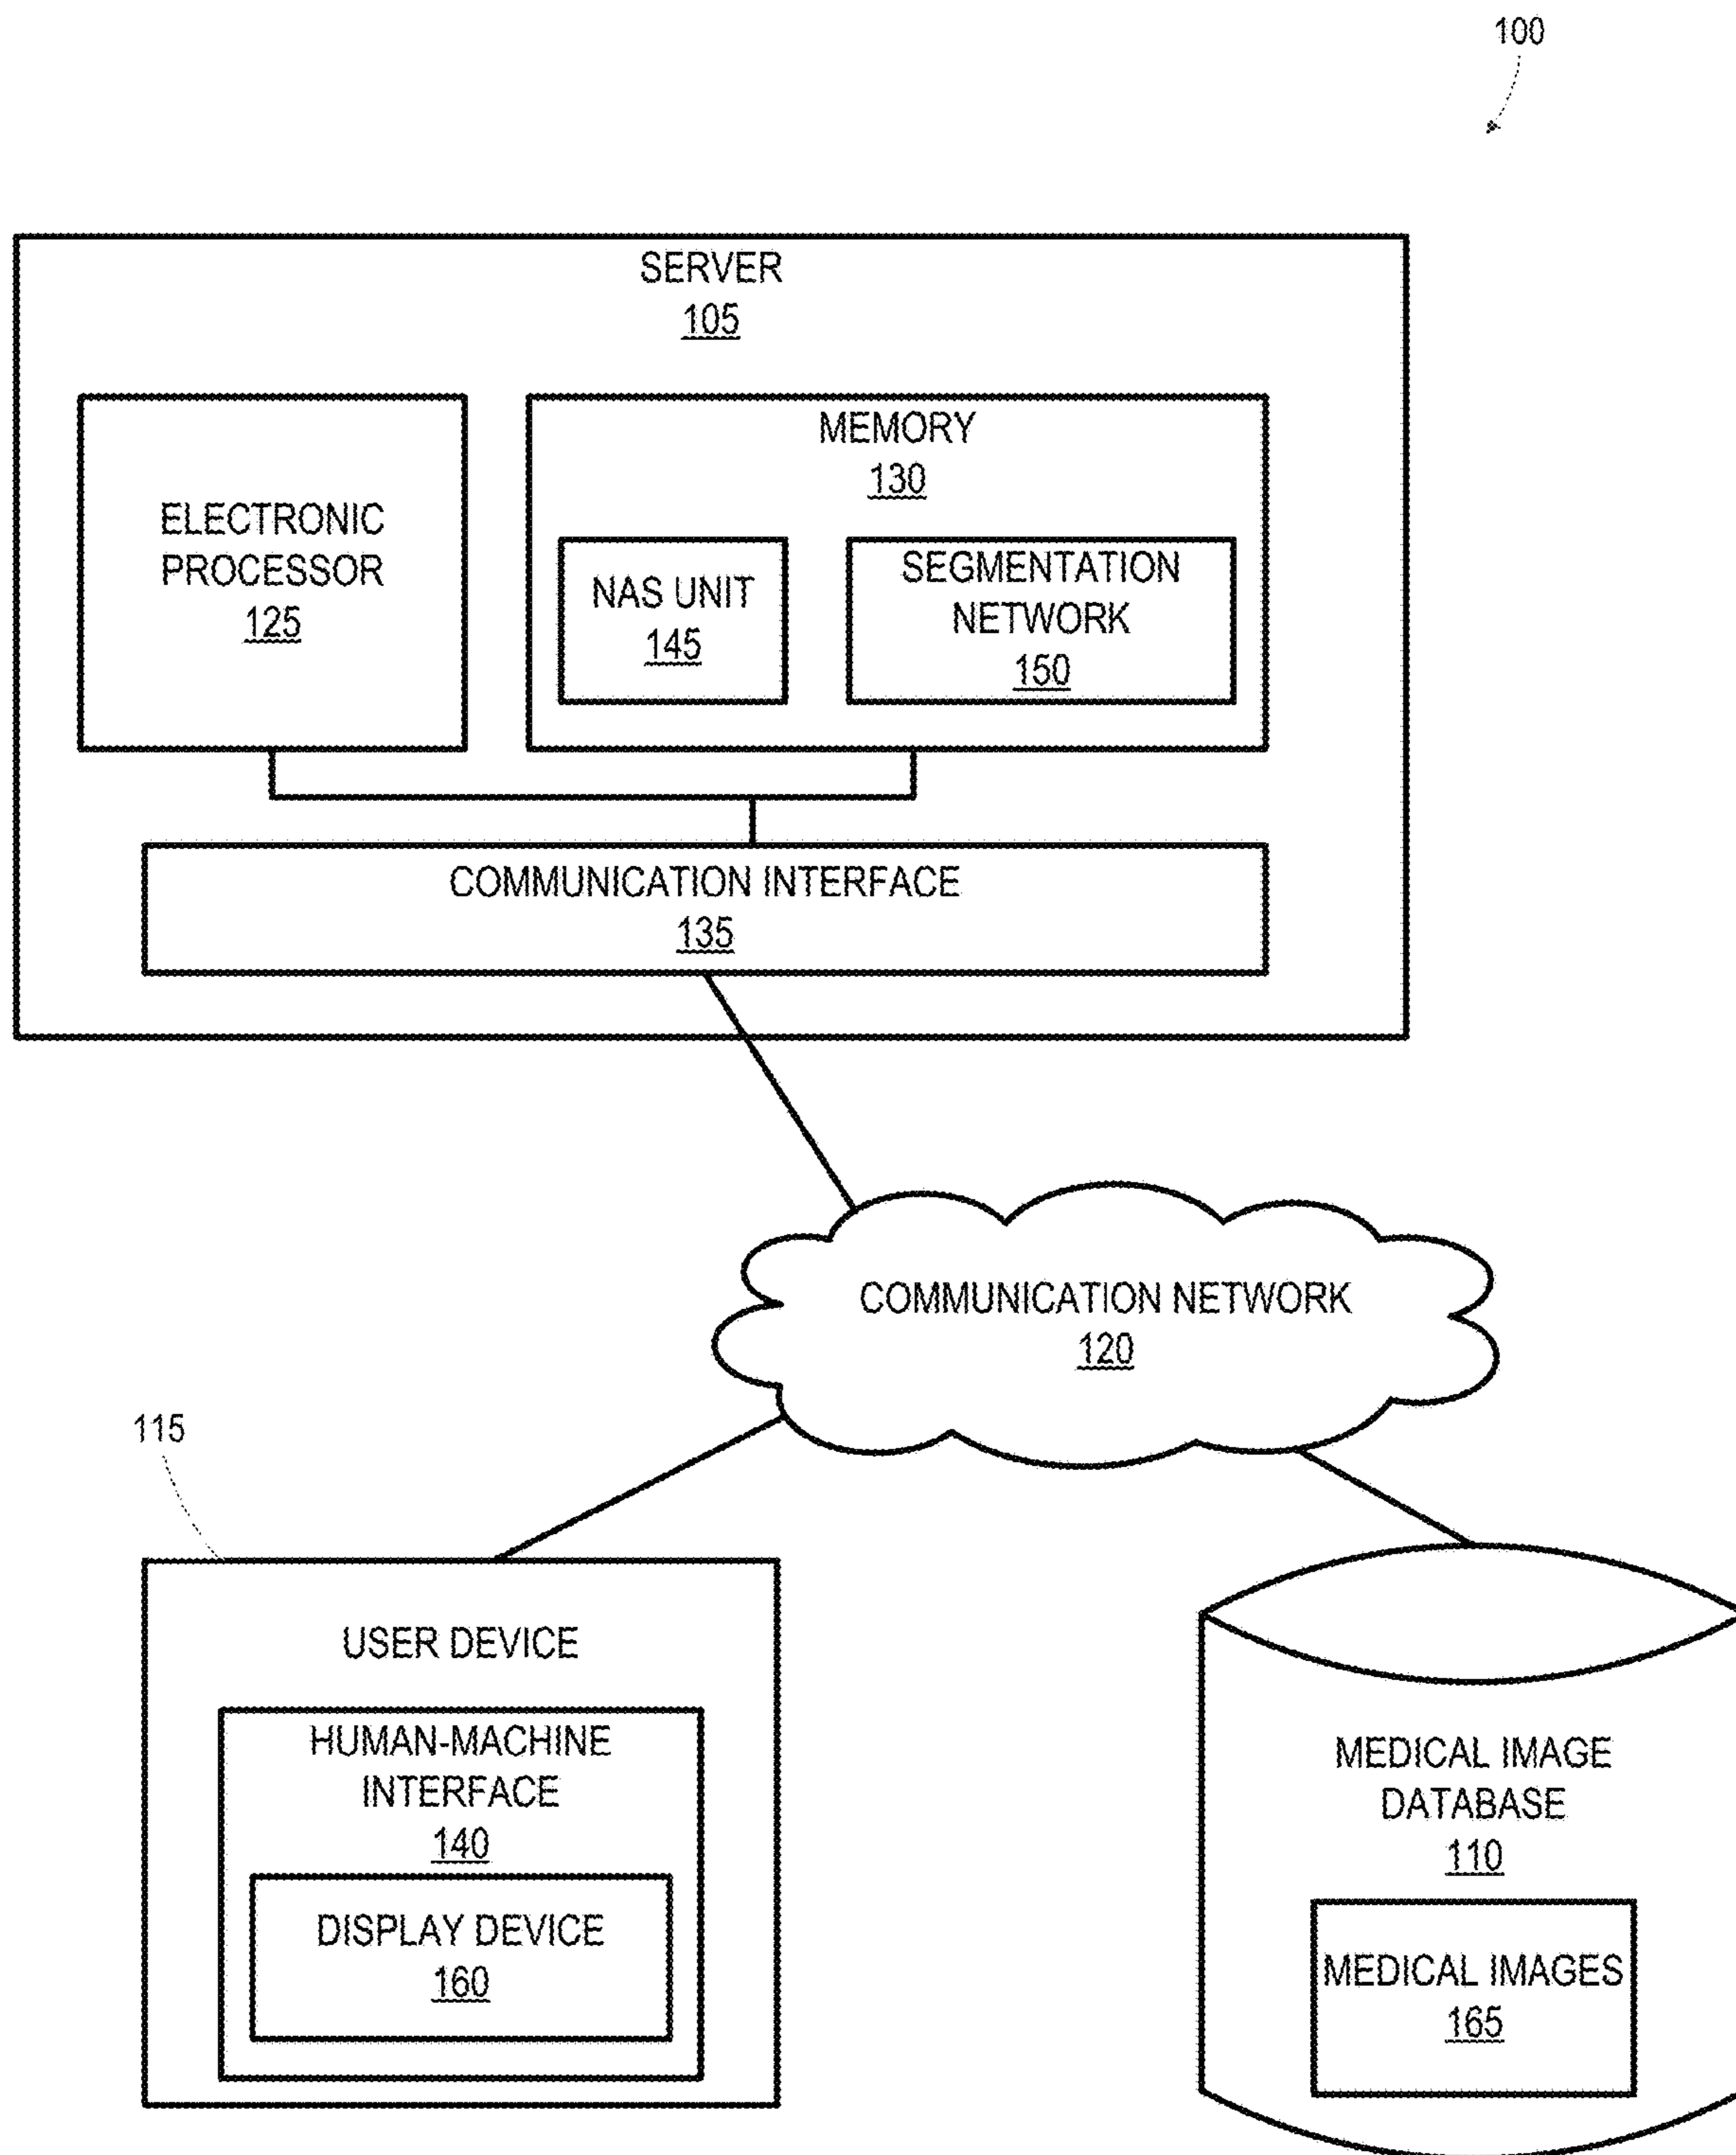 100
SERVER
105
ELECTRONIC
PROCESSOR
125
MEMORY
130
NAS UNIT
145
SEGMENTATION
NETWORK
150
COMMUNICATION INTERFACE
135
COMMUNICATION NETWORK
120
115
USER DEVICE
HUMAN-MACHINE
INTERFACE
140
DISPLAY DEVICE
160
MEDICAL IMAGE
DATABASE
110
MEDICAL IMAGES
165